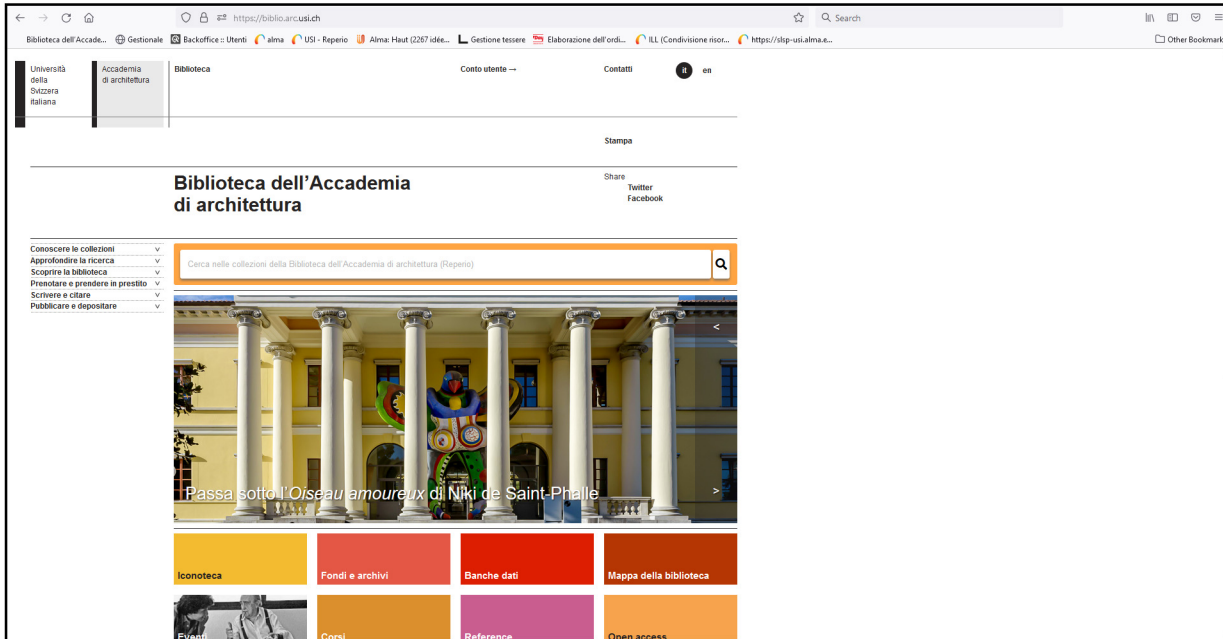 https://biblio.arc.usi.ch
Search
Biblioteca dell'Accade...
Gestionale
Backoffice :: Utenti
alma
USI - Reperio
Alma: Haut (2267 idée...
Gestione tessere
Elaborazione dell'ordi...
ILL (Condivisione risor...
https://slsp-usi.alma.e...
Other Bookmark
Università
della
Svizzera
italiana
Accademia
di architettura
Biblioteca
Conto utente →
Contatti
it
en
Stampa
Biblioteca dell'Accademia
di architettura
Share
Twitter
Facebook
Conoscere le collezioni
Approfondire la ricerca
Scoprire la biblioteca
Prenotare e prendere in prestito
Scrivere e citare
Pubblicare e depositare
Cerca nelle collezioni della Biblioteca dell'Accademia di architettura (Reperio)
Passa sotto l'Oiseau amoureux di Niki de Saint-Phalle
Iconoteca
Fondi e archivi
Banche dati
Mappa della biblioteca
Eventi
Corsi
Reference
Open access